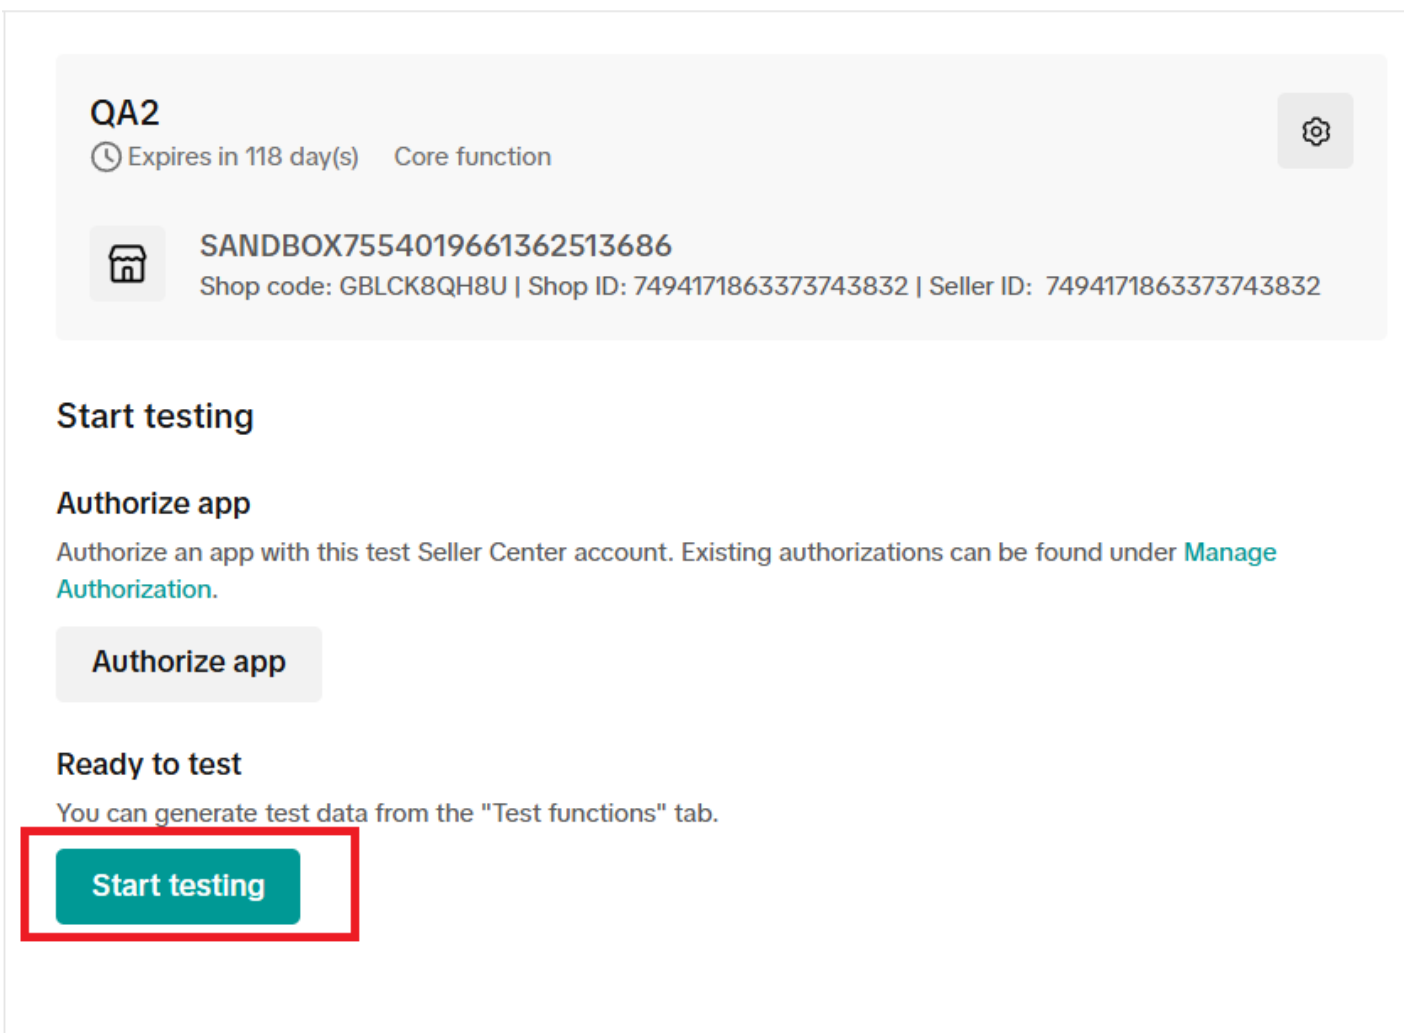 QA2
Expires in 118 day(s) Core function
SANDBOX7554019661362513686
Shop code: GBLCK8QH8U | Shop ID: 7494171863373743832 | Seller ID: 7494171863373743832
Start testing
Authorize app
Authorize an app with this test Seller Center account. Existing authorizations can be found under Manage
Authorization.
Authorize app
Ready to test
You can generate test data from the "Test functions" tab.
Start testing